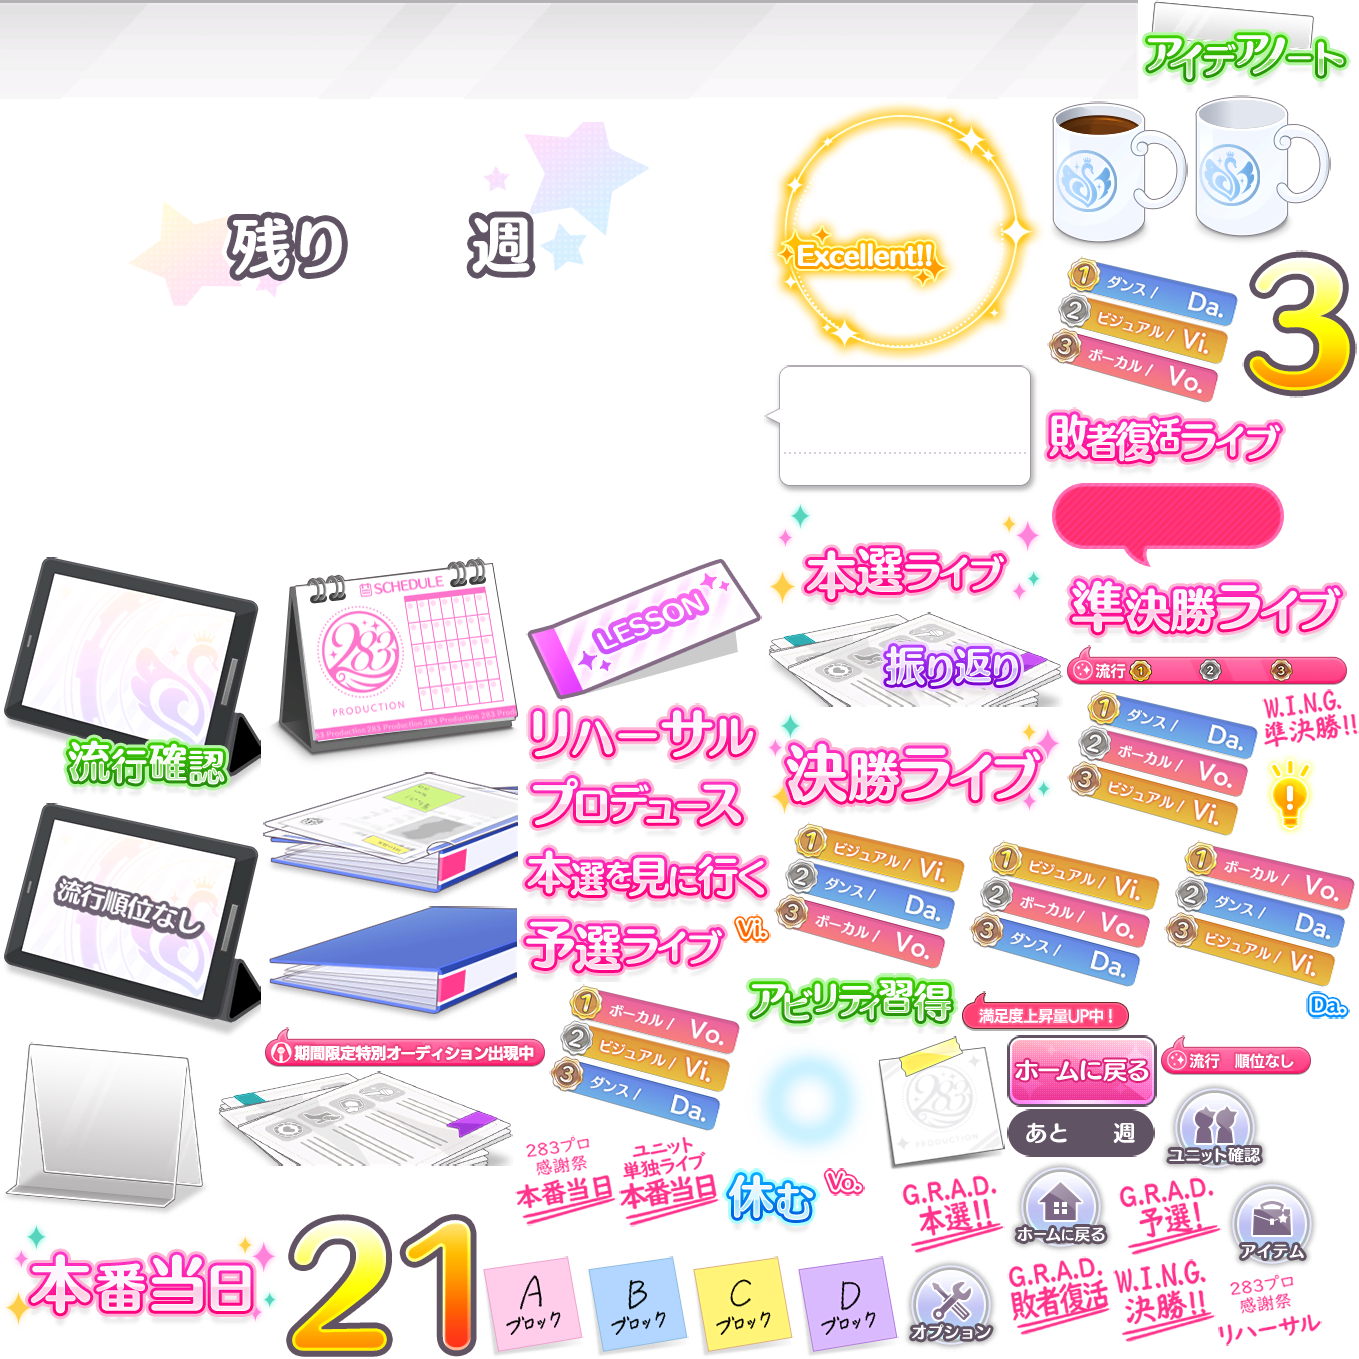 アイデアノート
残り 週
Excellent!!
1 ダンス / Da.
2 ビジュアル / Vi.
3 ボーカル / Vo.
3
敗者復活ライブ
本選ライブ
準決勝ライブ
SCHEDULE
283
PRODUCTION
Production 283 Production 283 Production 283
LESSON
振り返り
流行 1 2 3
流行確認
リハーサル
プロデュース
本選を見に行く
予選ライブ
決勝ライブ
1 ダンス / Da.
2 ボーカル / Vo.
3 ビジュアル / Vi.
W.I.N.G.
準決勝!!
流行順位なし
Vi.
1 ビジュアル / Vi.
2 ダンス / Da.
3 ボーカル / Vo.
1 ビジュアル / Vi.
2 ボーカル / Vo.
3 ダンス / Da.
1 ボーカル / Vo.
2 ダンス / Da.
3 ビジュアル / Vi.
アビリティ習得
満足度上昇量UP中！
Da.
期間限定特別オーディション出現中
1 ボーカル / Vo.
2 ビジュアル / Vi.
3 ダンス / Da.
283
PRODUCTION
ホームに戻る
流行 順位なし
あと 週
ユニット確認
283プロ
感謝祭
本番当日
ユニット
単独ライブ
本番当日
休む
Vo.
G.R.A.D.
本選!!
ホームに戻る
G.R.A.D.
予選!
アイテム
本番当日
21
A
ブロック
B
ブロック
C
ブロック
D
ブロック
オプション
G.R.A.D.
敗者復活
W.I.N.G.
決勝!!
283プロ
感謝祭
リハーサル